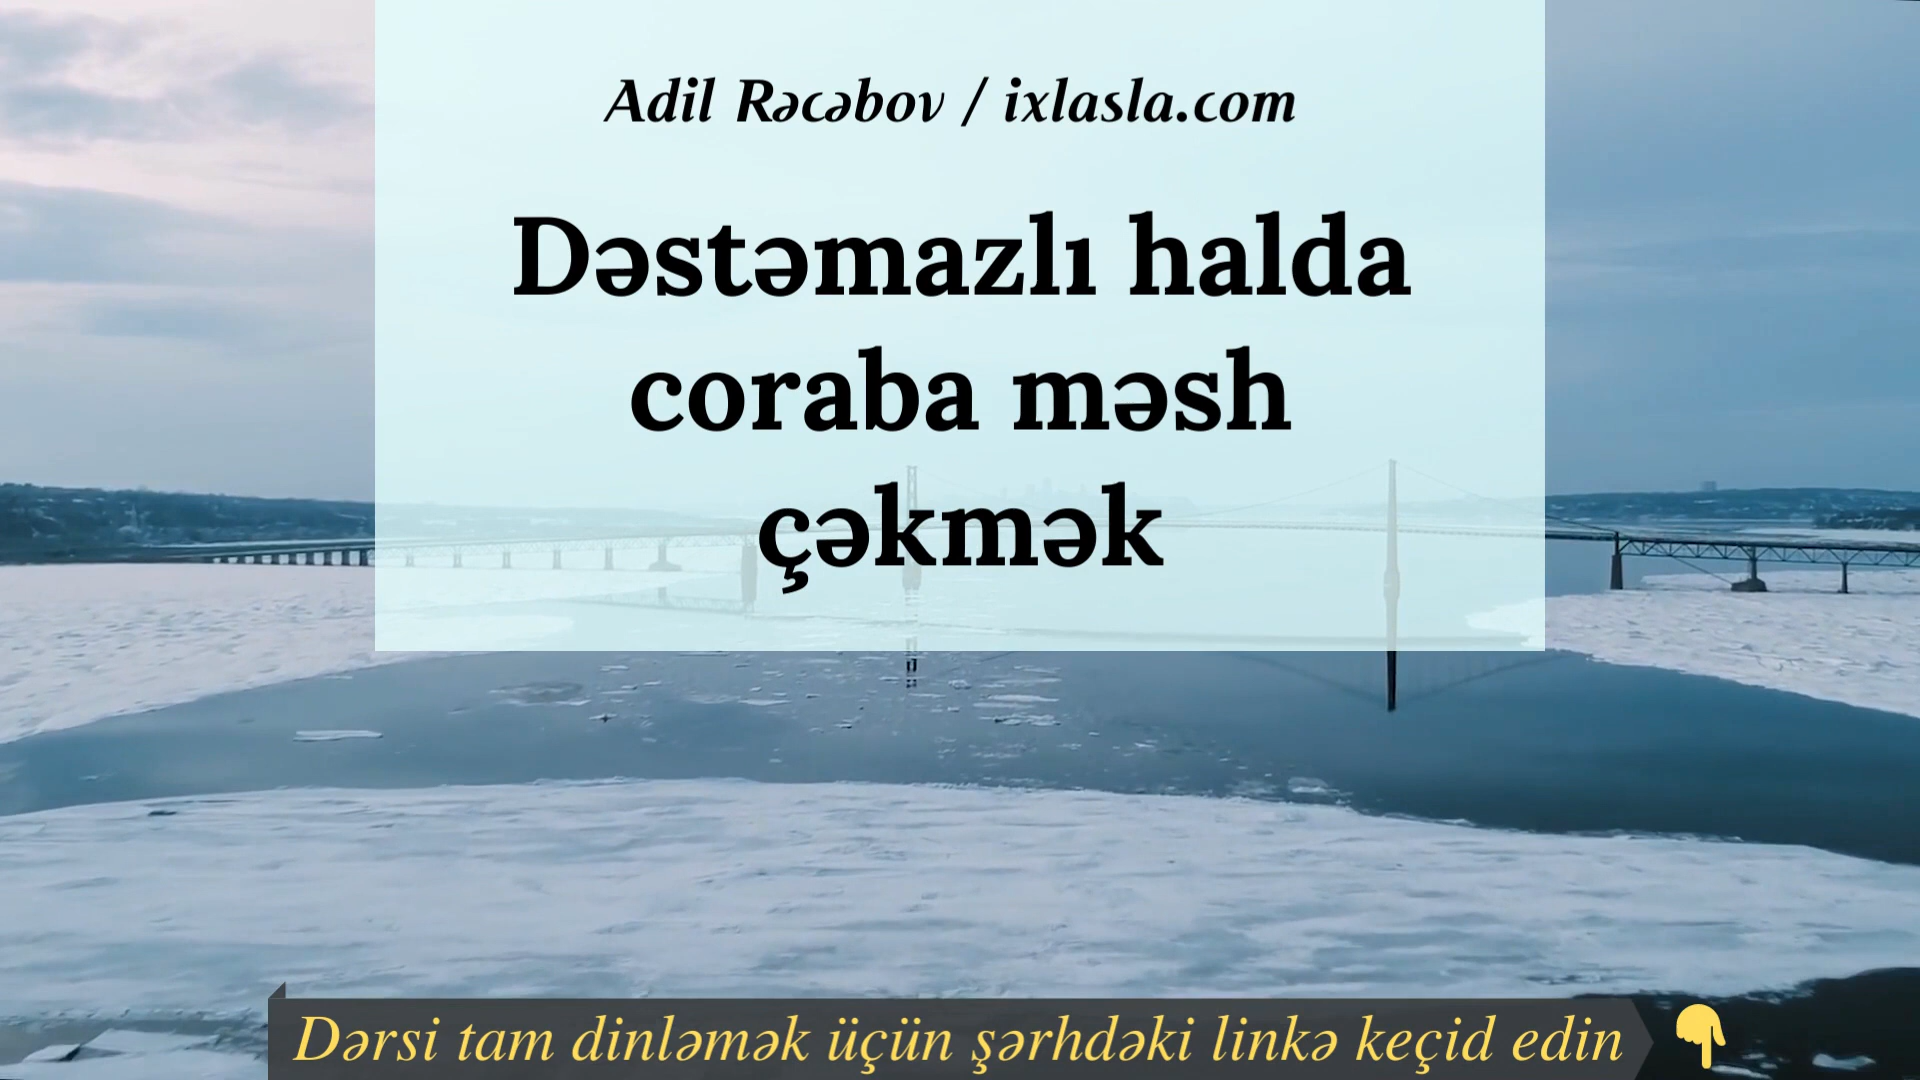 Adil Rəcəbov / ixlasla.com
Dəstəmazlı halda
coraba məsh
çəkmək
Dərsi tam dinləmək üçün şərhdəki linkə keçid edin